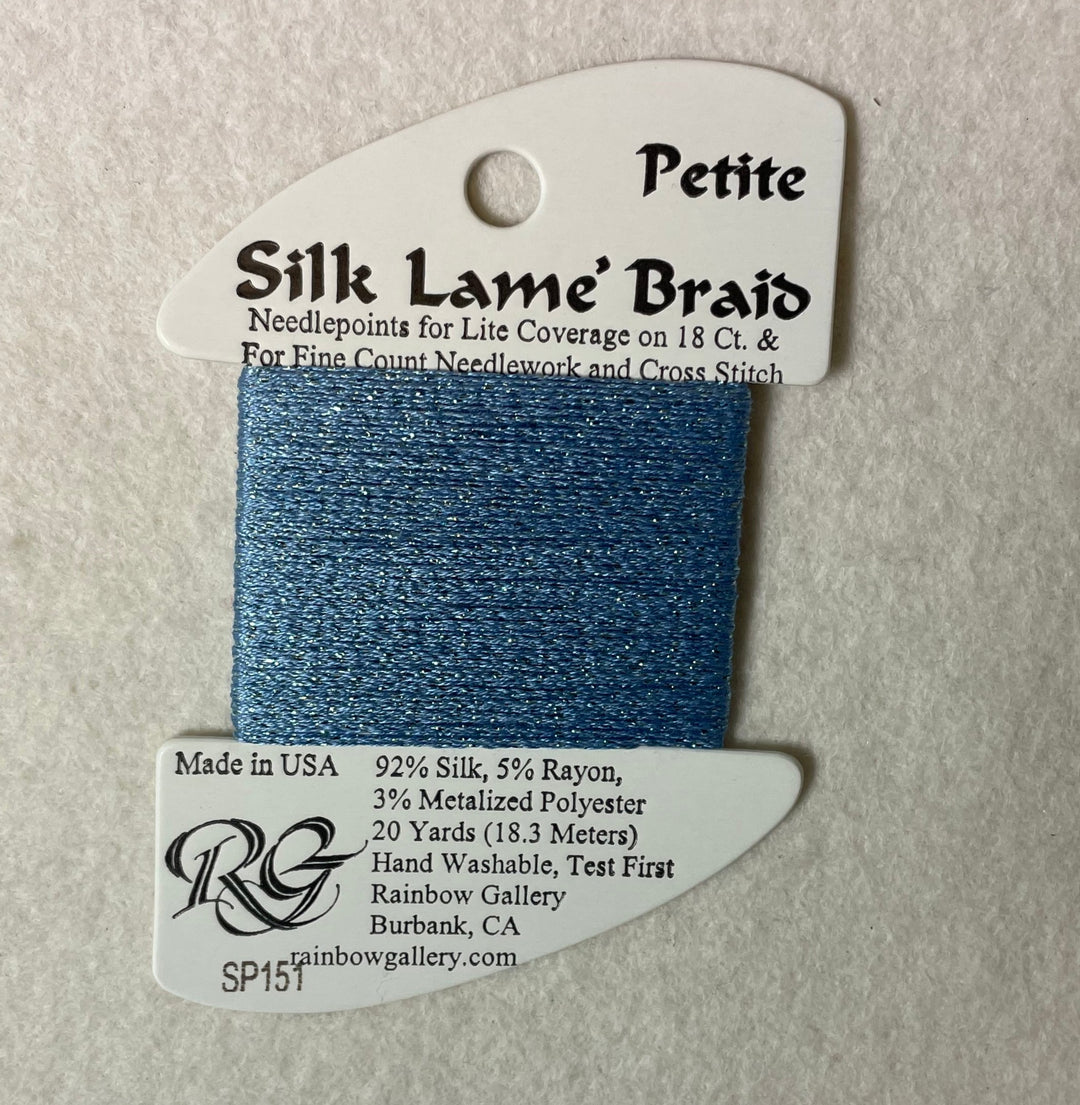 Petite
Silk Lamé Braid
Needlepoints for Lite Coverage on 18 Ct. &
For Fine Count Needlework and Cross Stitch
Made in USA
92% Silk, 5% Rayon,
3% Metalized Polyester
20 Yards (18.3 Meters)
Hand Washable, Test First
RG
Rainbow Gallery
Burbank, CA
rainbowgallery.com
SP151